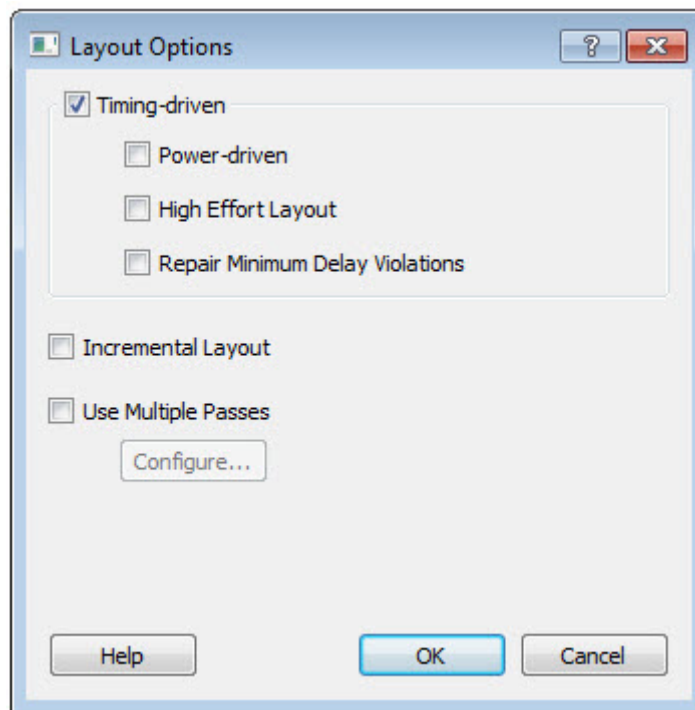 Layout Options
Timing-driven
Power-driven
High Effort Layout
Repair Minimum Delay Violations
Incremental Layout
Use Multiple Passes
Configure...
Help OK Cancel